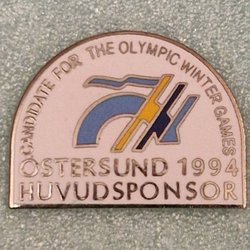 CANDIDATE FOR THE OLYMPIC WINTER GAMES
ÖSTERSUND 1994
HUVUDSPONSOR